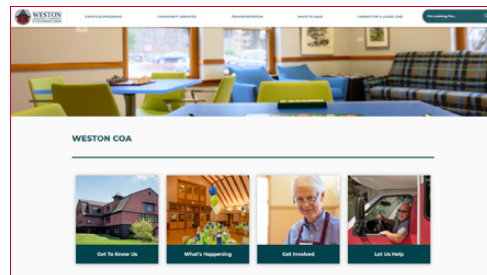 WESTON
EVENTS & PROGRAMS
COMMUNITY SERVICES
TRANSPORTATION
WAYS TO HELP
CARING FOR A LOVED ONE
I'm Looking For...
WESTON COA
Get To Know Us
What's Happening
Get Involved
Let Us Help